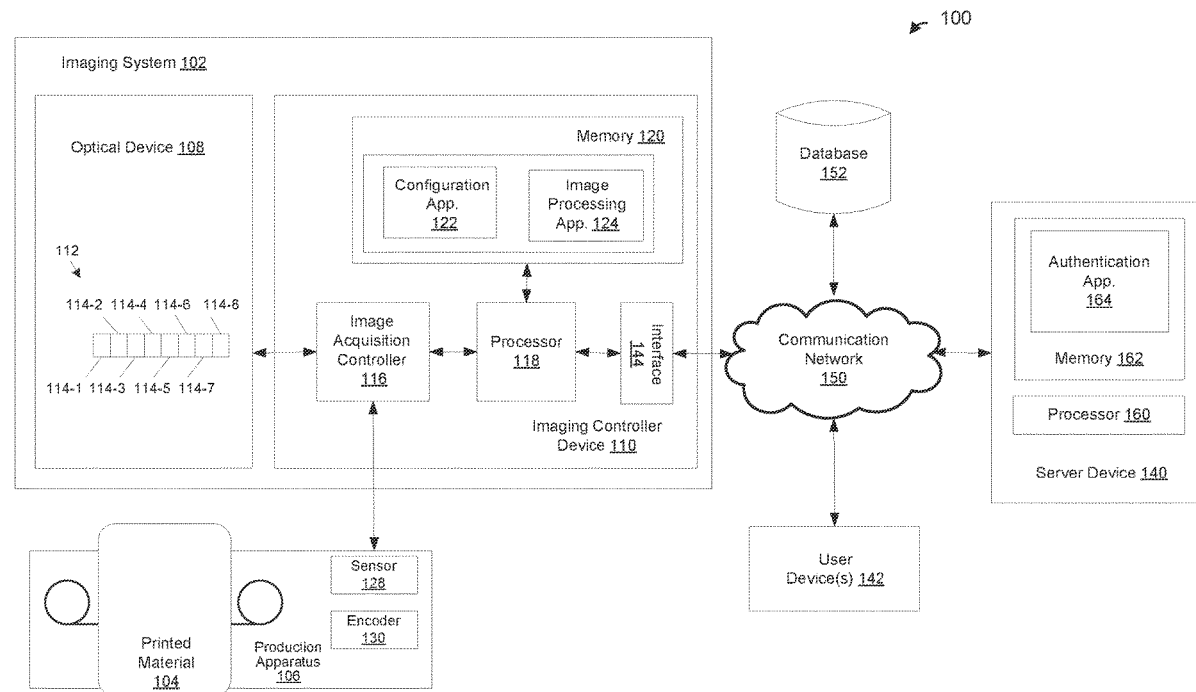 100
Imaging System 102
Optical Device 108
112
114-2 114-4 114-6 114-8
114-1 114-3 114-5 114-7
Memory 120
Configuration
App.
122
Image
Processing
App. 124
Image
Acquisition
Controller
116
Processor
118
Interface
144
Imaging Controller
Device 110
Database
152
Communication
Network
150
Authentication
App.
164
Memory 162
Processor 160
Server Device 140
User
Device(s) 142
Sensor
128
Encoder
130
Production
Apparatus
106
Printed
Material
104